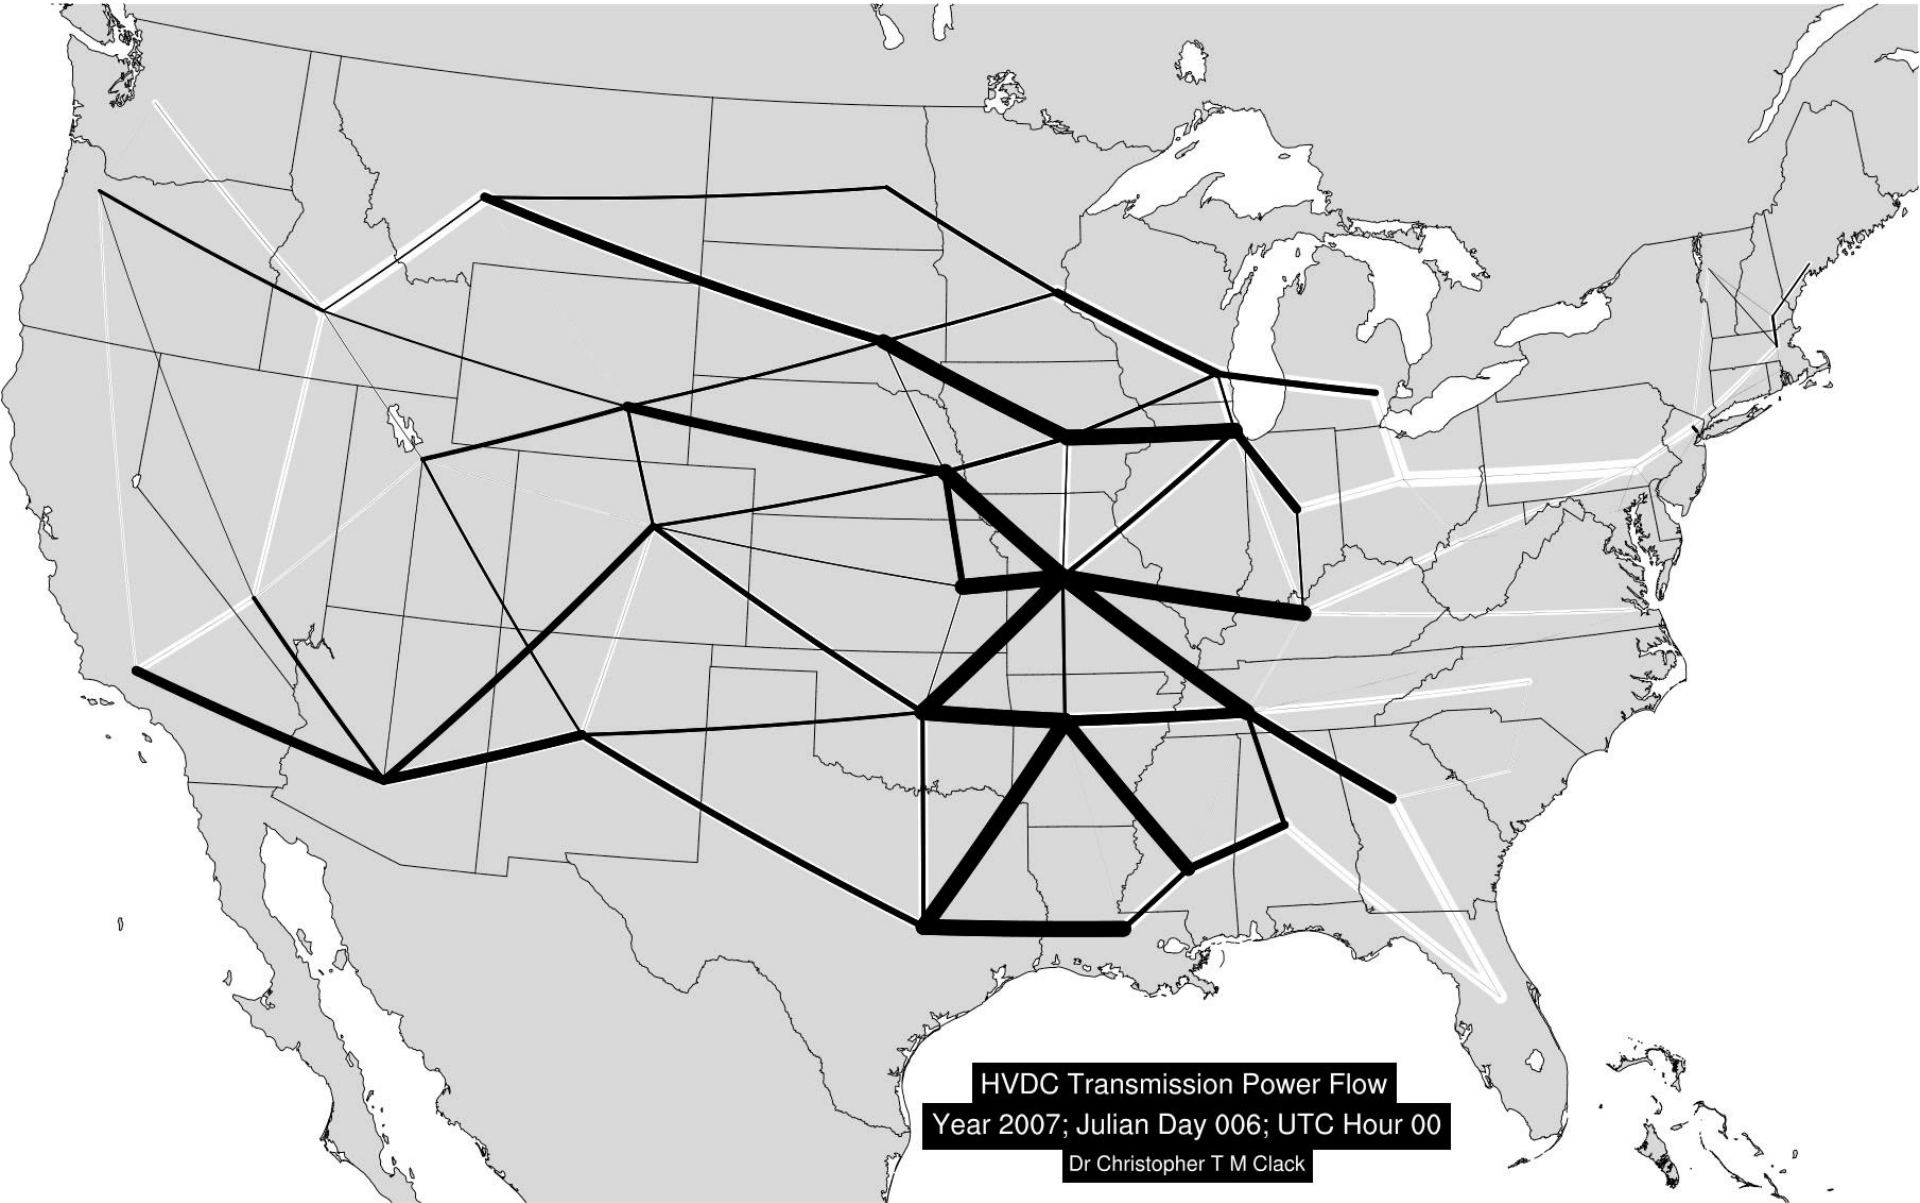 HVDC Transmission Power Flow
Year 2007; Julian Day 006; UTC Hour 00
Dr Christopher T M Clack